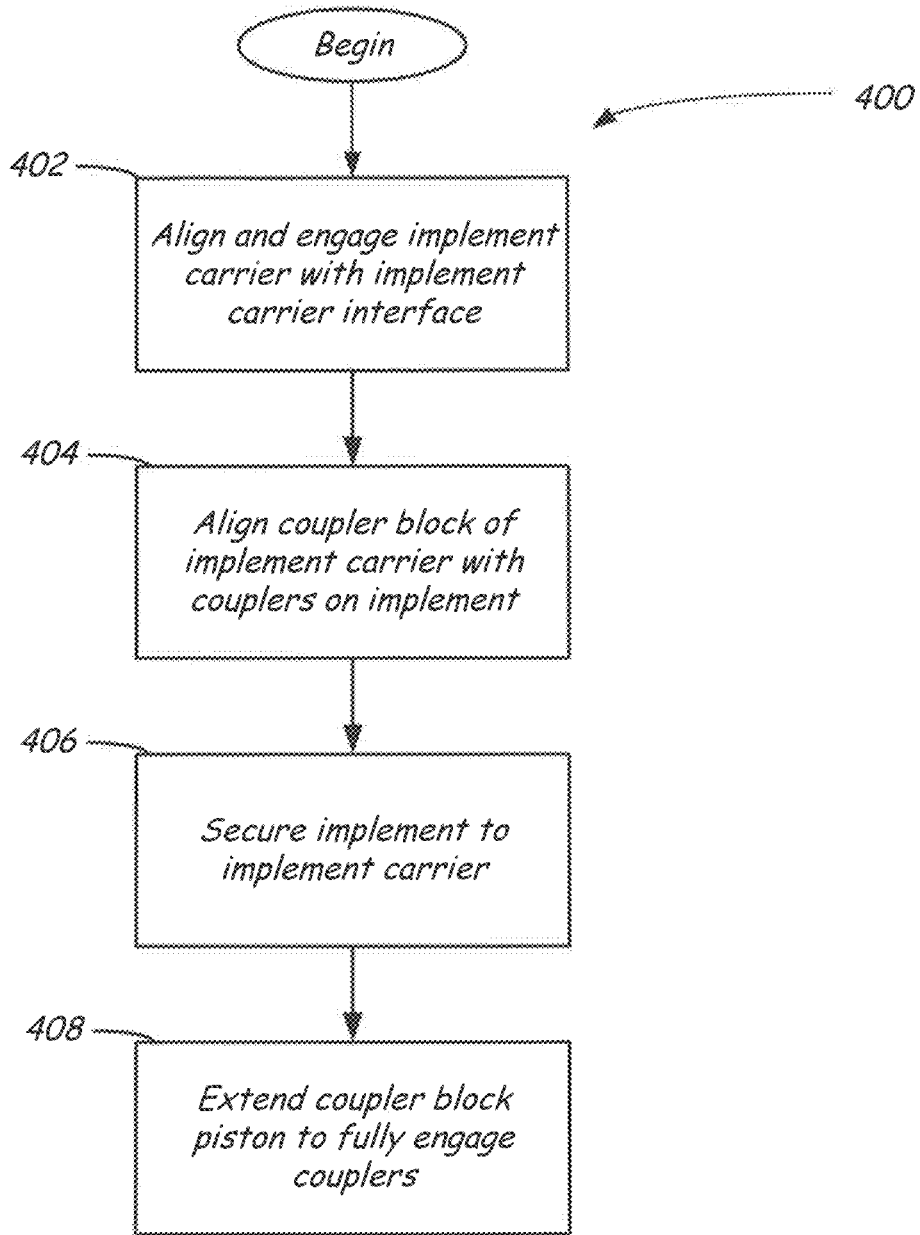 Begin
400
402
Align and engage implement
carrier with implement
carrier interface
404
Align coupler block of
implement carrier with
couplers on implement
406
Secure implement to
implement carrier
408
Extend coupler block
piston to fully engage
couplers